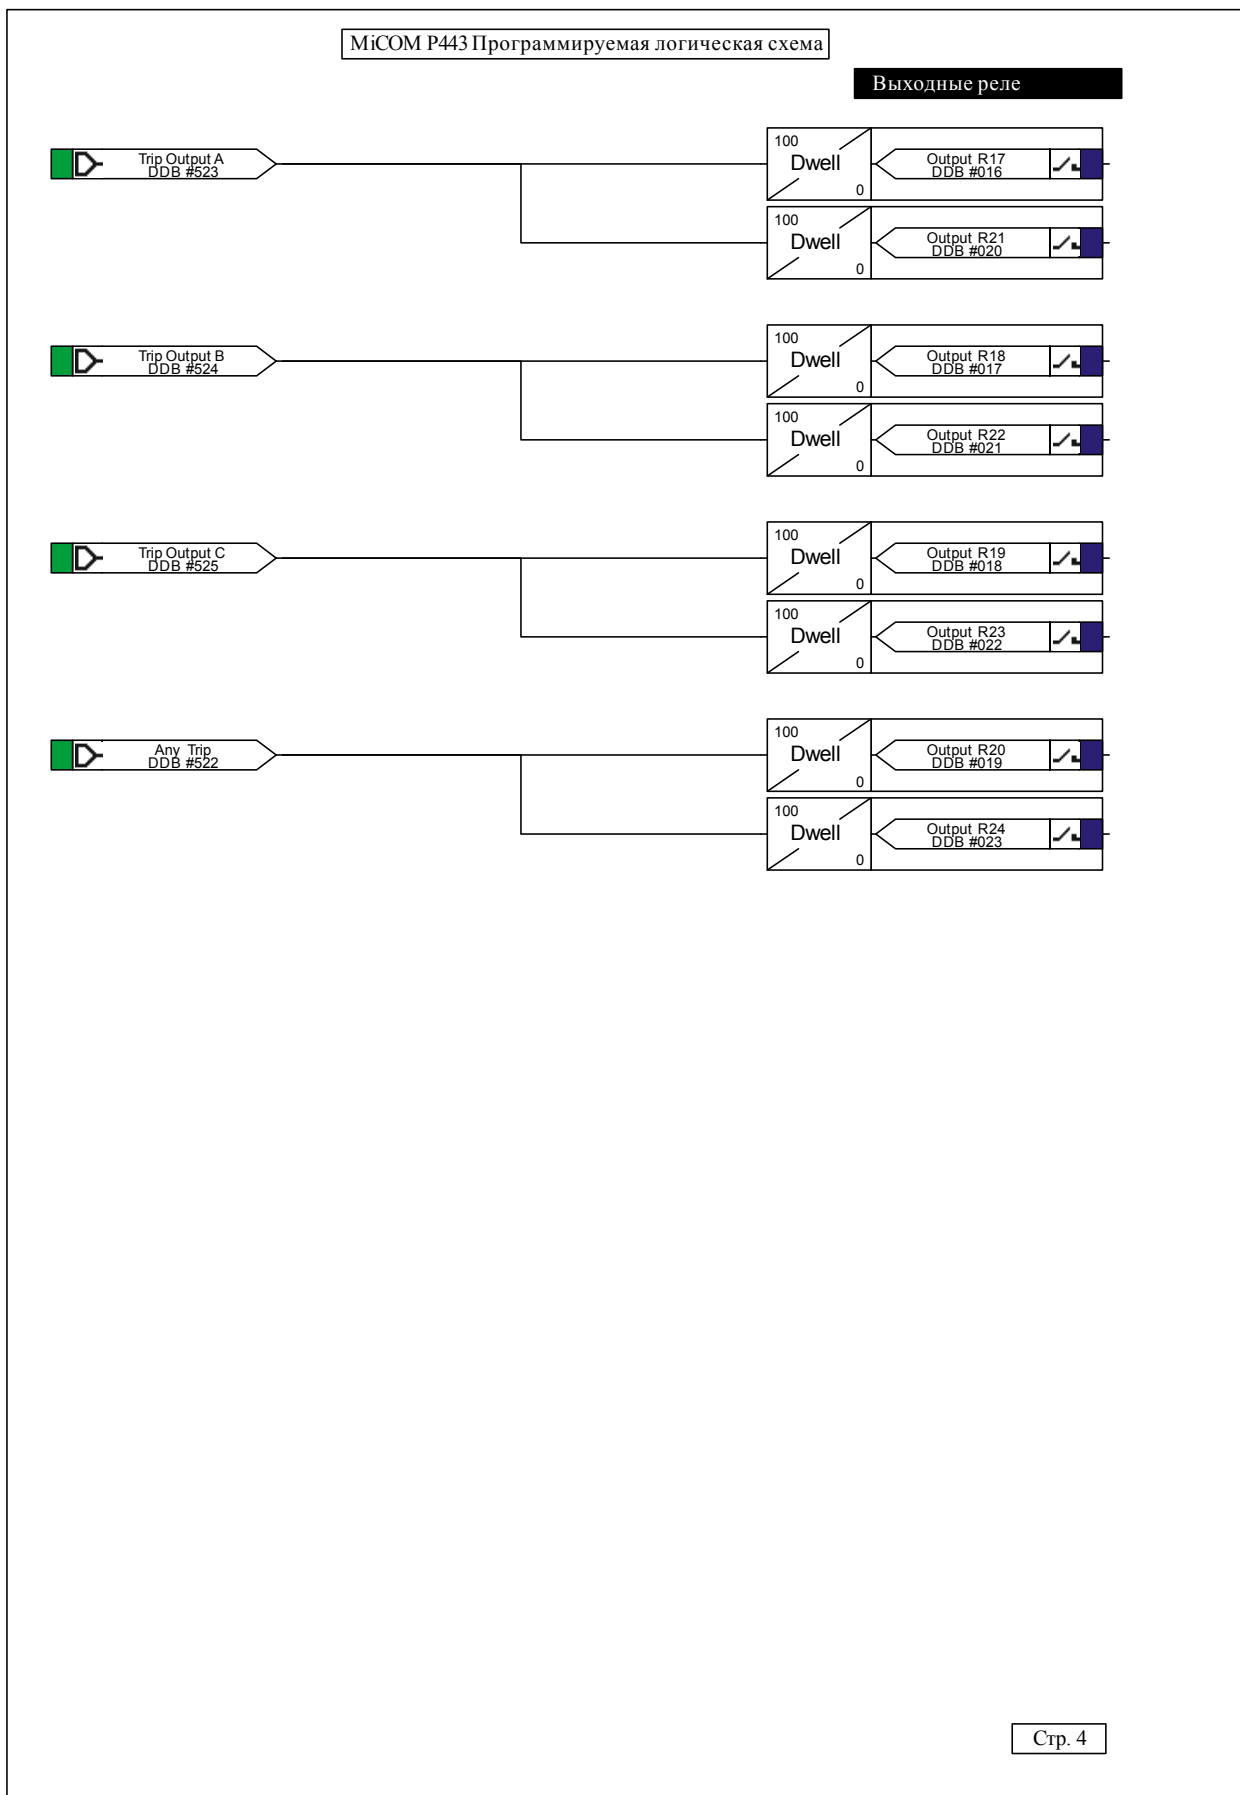 MiCOM P443 Программируемая логическая схема
Выходные реле
Trip Output A
DDB #523
100
Dwell
0
Output R17
DDB #016
100
Dwell
0
Output R21
DDB #020
Trip Output B
DDB #524
100
Dwell
0
Output R18
DDB #017
100
Dwell
0
Output R22
DDB #021
Trip Output C
DDB #525
100
Dwell
0
Output R19
DDB #018
100
Dwell
0
Output R23
DDB #022
Any Trip
DDB #522
100
Dwell
0
Output R20
DDB #019
100
Dwell
0
Output R24
DDB #023
Стр. 4